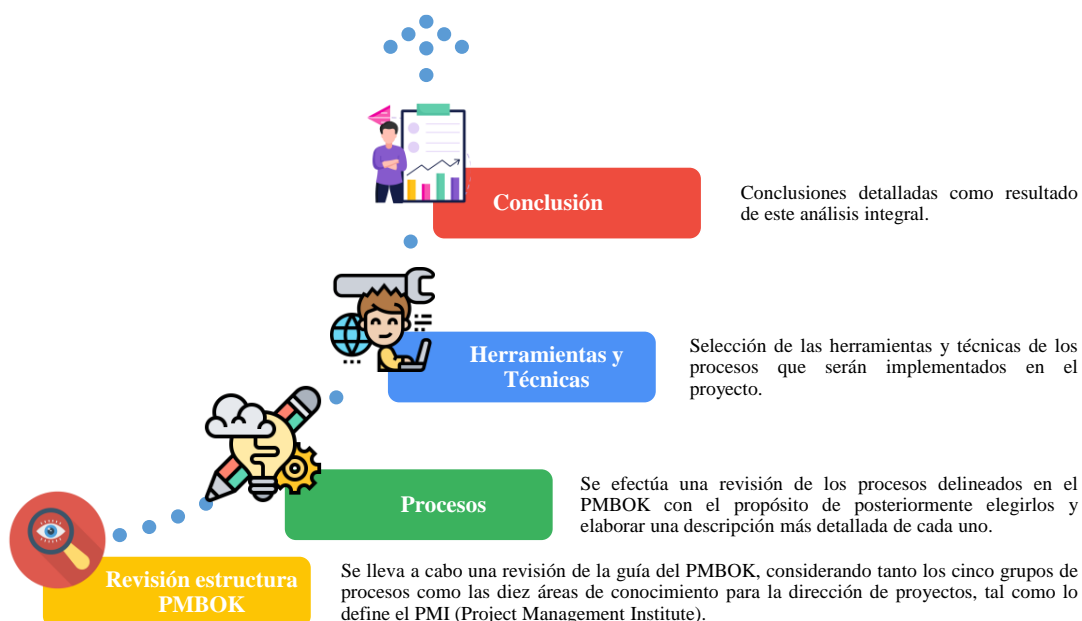 Conclusión
Conclusiones detalladas como resultado
de este análisis integral.
Herramientas y
Técnicas
Selección de las herramientas y técnicas de los
procesos que serán implementados en el
proyecto.
Procesos
Se efectúa una revisión de los procesos delineados en el
PMBOK con el propósito de posteriormente elegirlos y
elaborar una descripción más detallada de cada uno.
Revisión estructura
PMBOK
Se lleva a cabo una revisión de la guía del PMBOK, considerando tanto los cinco grupos de
procesos como las diez áreas de conocimiento para la dirección de proyectos, tal como lo
define el PMI (Project Management Institute).